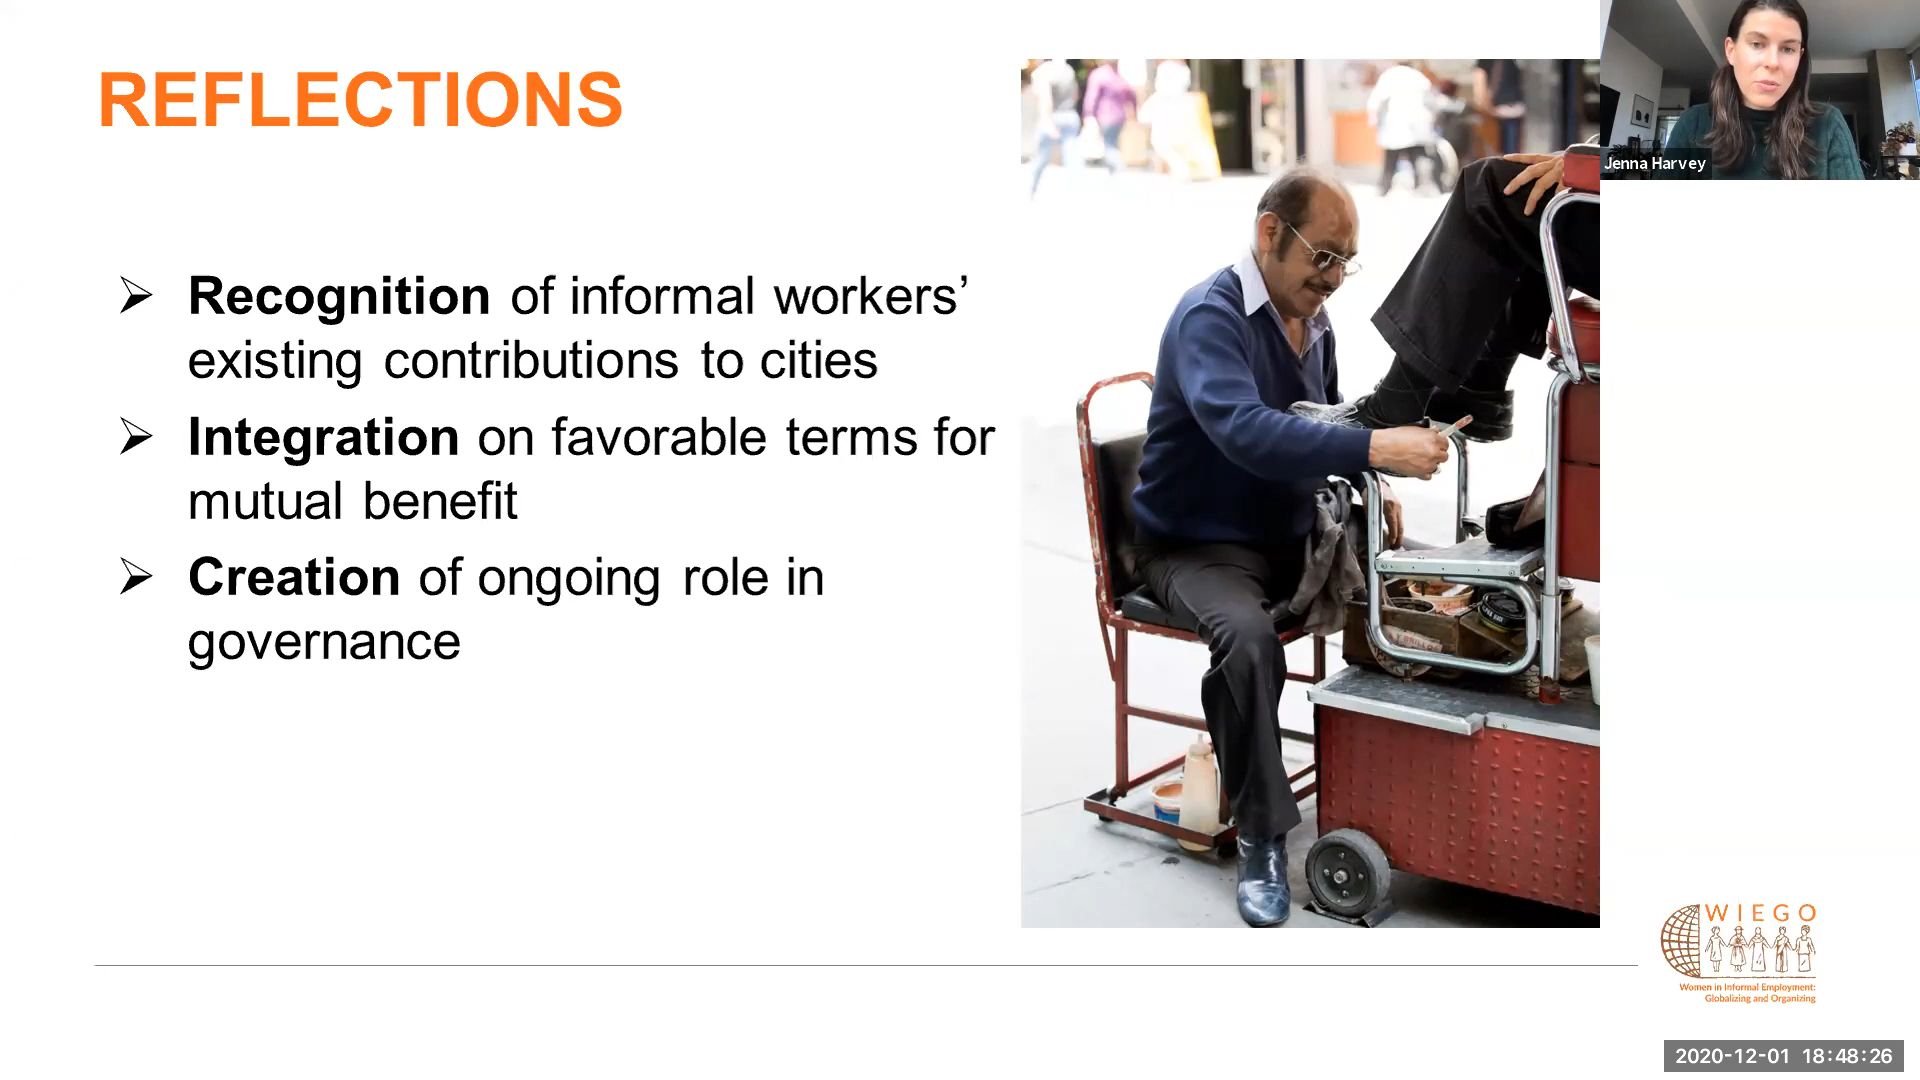 REFLECTIONS
Jenna Harvey
➢ Recognition of informal workers’
existing contributions to cities
➢ Integration on favorable terms for
mutual benefit
➢ Creation of ongoing role in
governance
WIEGO
Women in Informal Employment:
Globalizing and Organizing
2020-12-01 18:48:26